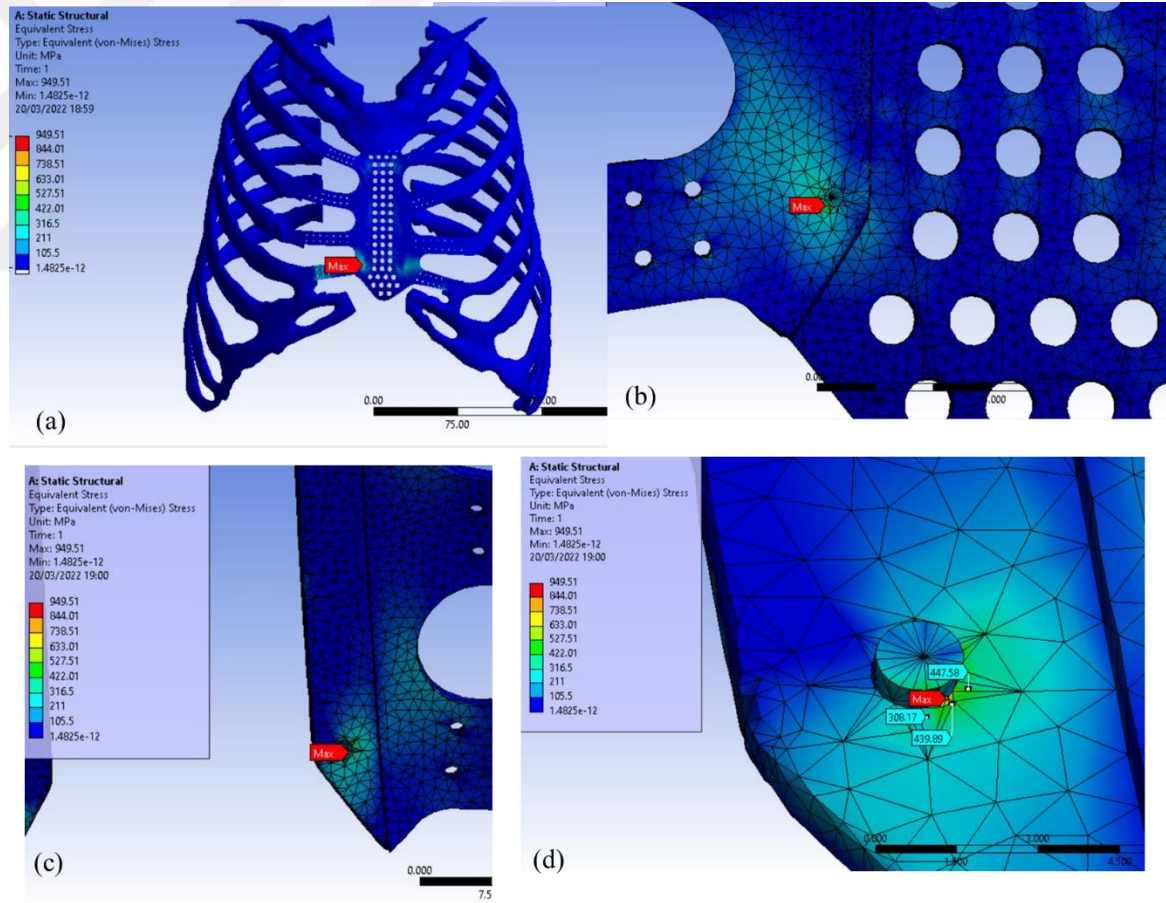 A: Static Structural
Equivalent Stress
Type: Equivalent (von-Mises) Stress
Unit: MPa
Time: 1
Max: 949.51
Min: 1.4825e-12
20/03/2022 18:59
949.51
844.01
738.51
633.01
527.51
422.01
316.5
211
105.5
1.4825e-12
Max
0.00
75.00
(a)
Max
(b)
A: Static Structural
Equivalent Stress
Type: Equivalent (von-Mises) Stress
Unit: MPa
Time: 1
Max: 949.51
Min: 1.4825e-12
20/03/2022 19:00
949.51
844.01
738.51
633.01
527.51
422.01
316.5
211
105.5
1.4825e-12
Max
0.000
7.5
(c)
A: Static Structural
Equivalent Stress
Type: Equivalent (von-Mises) Stress
Unit: MPa
Time: 1
Max: 949.51
Min: 1.4825e-12
20/03/2022 19:00
949.51
844.01
738.51
633.01
527.51
422.01
316.5
211
105.5
1.4825e-12
447.58
Max
308.17
439.89
0.000
3.000
1.500
4.500
(d)